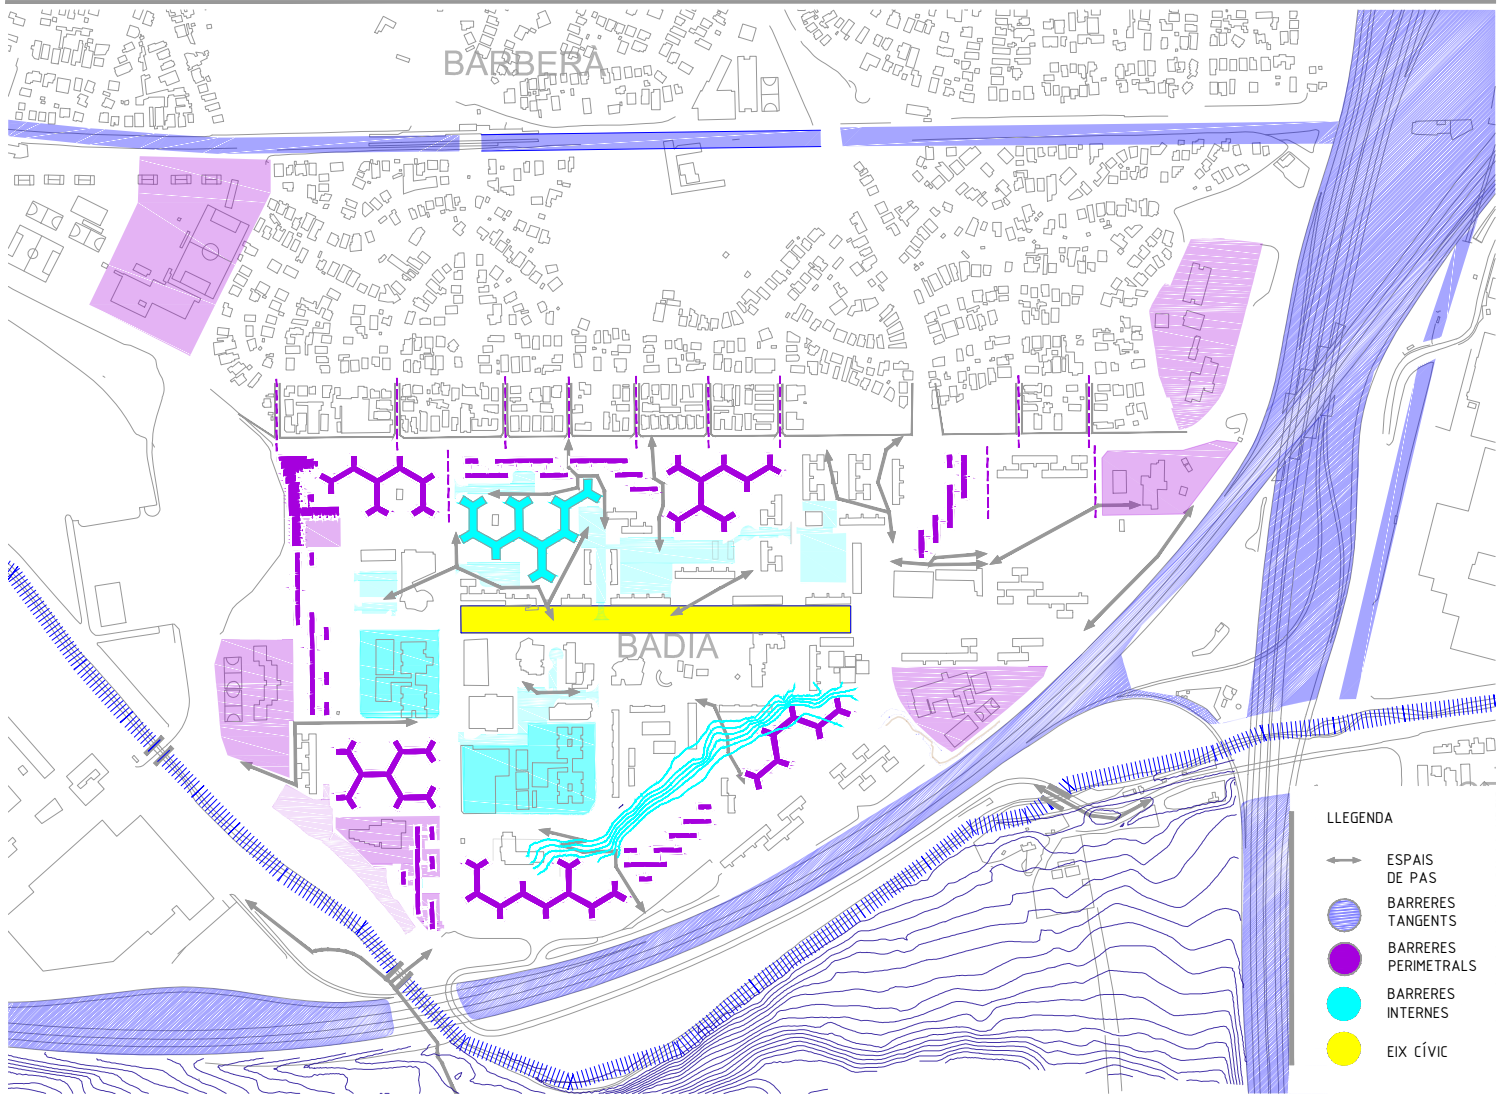 BARBERÀ
BADIA
LLEGENDA
ESPAIS
DE PAS
BARRERES
TANGENTS
BARRERES
PERIMETRALS
BARRERES
INTERNES
EIX CÍVIC